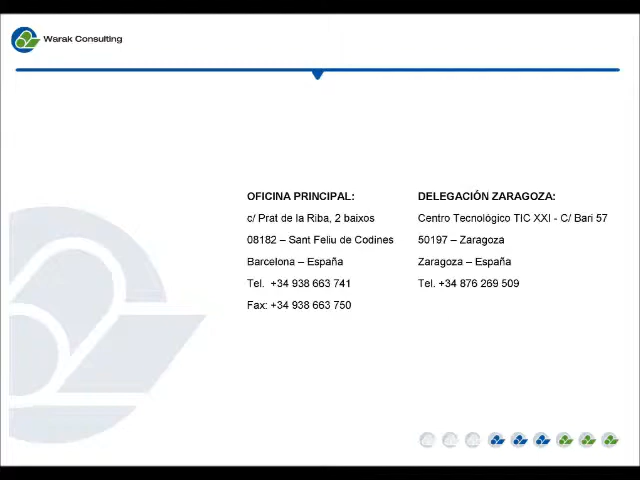 Warak Consulting
OFICINA PRINCIPAL:
c/ Prat de la Riba, 2 baixos
08182 – Sant Feliu de Codines
Barcelona – España
Tel.  +34 938 663 741
Fax: +34 938 663 750
DELEGACIÓN ZARAGOZA:
Centro Tecnológico TIC XXI - C/ Bari 57
50197 – Zaragoza
Zaragoza – España
Tel. +34 876 269 509